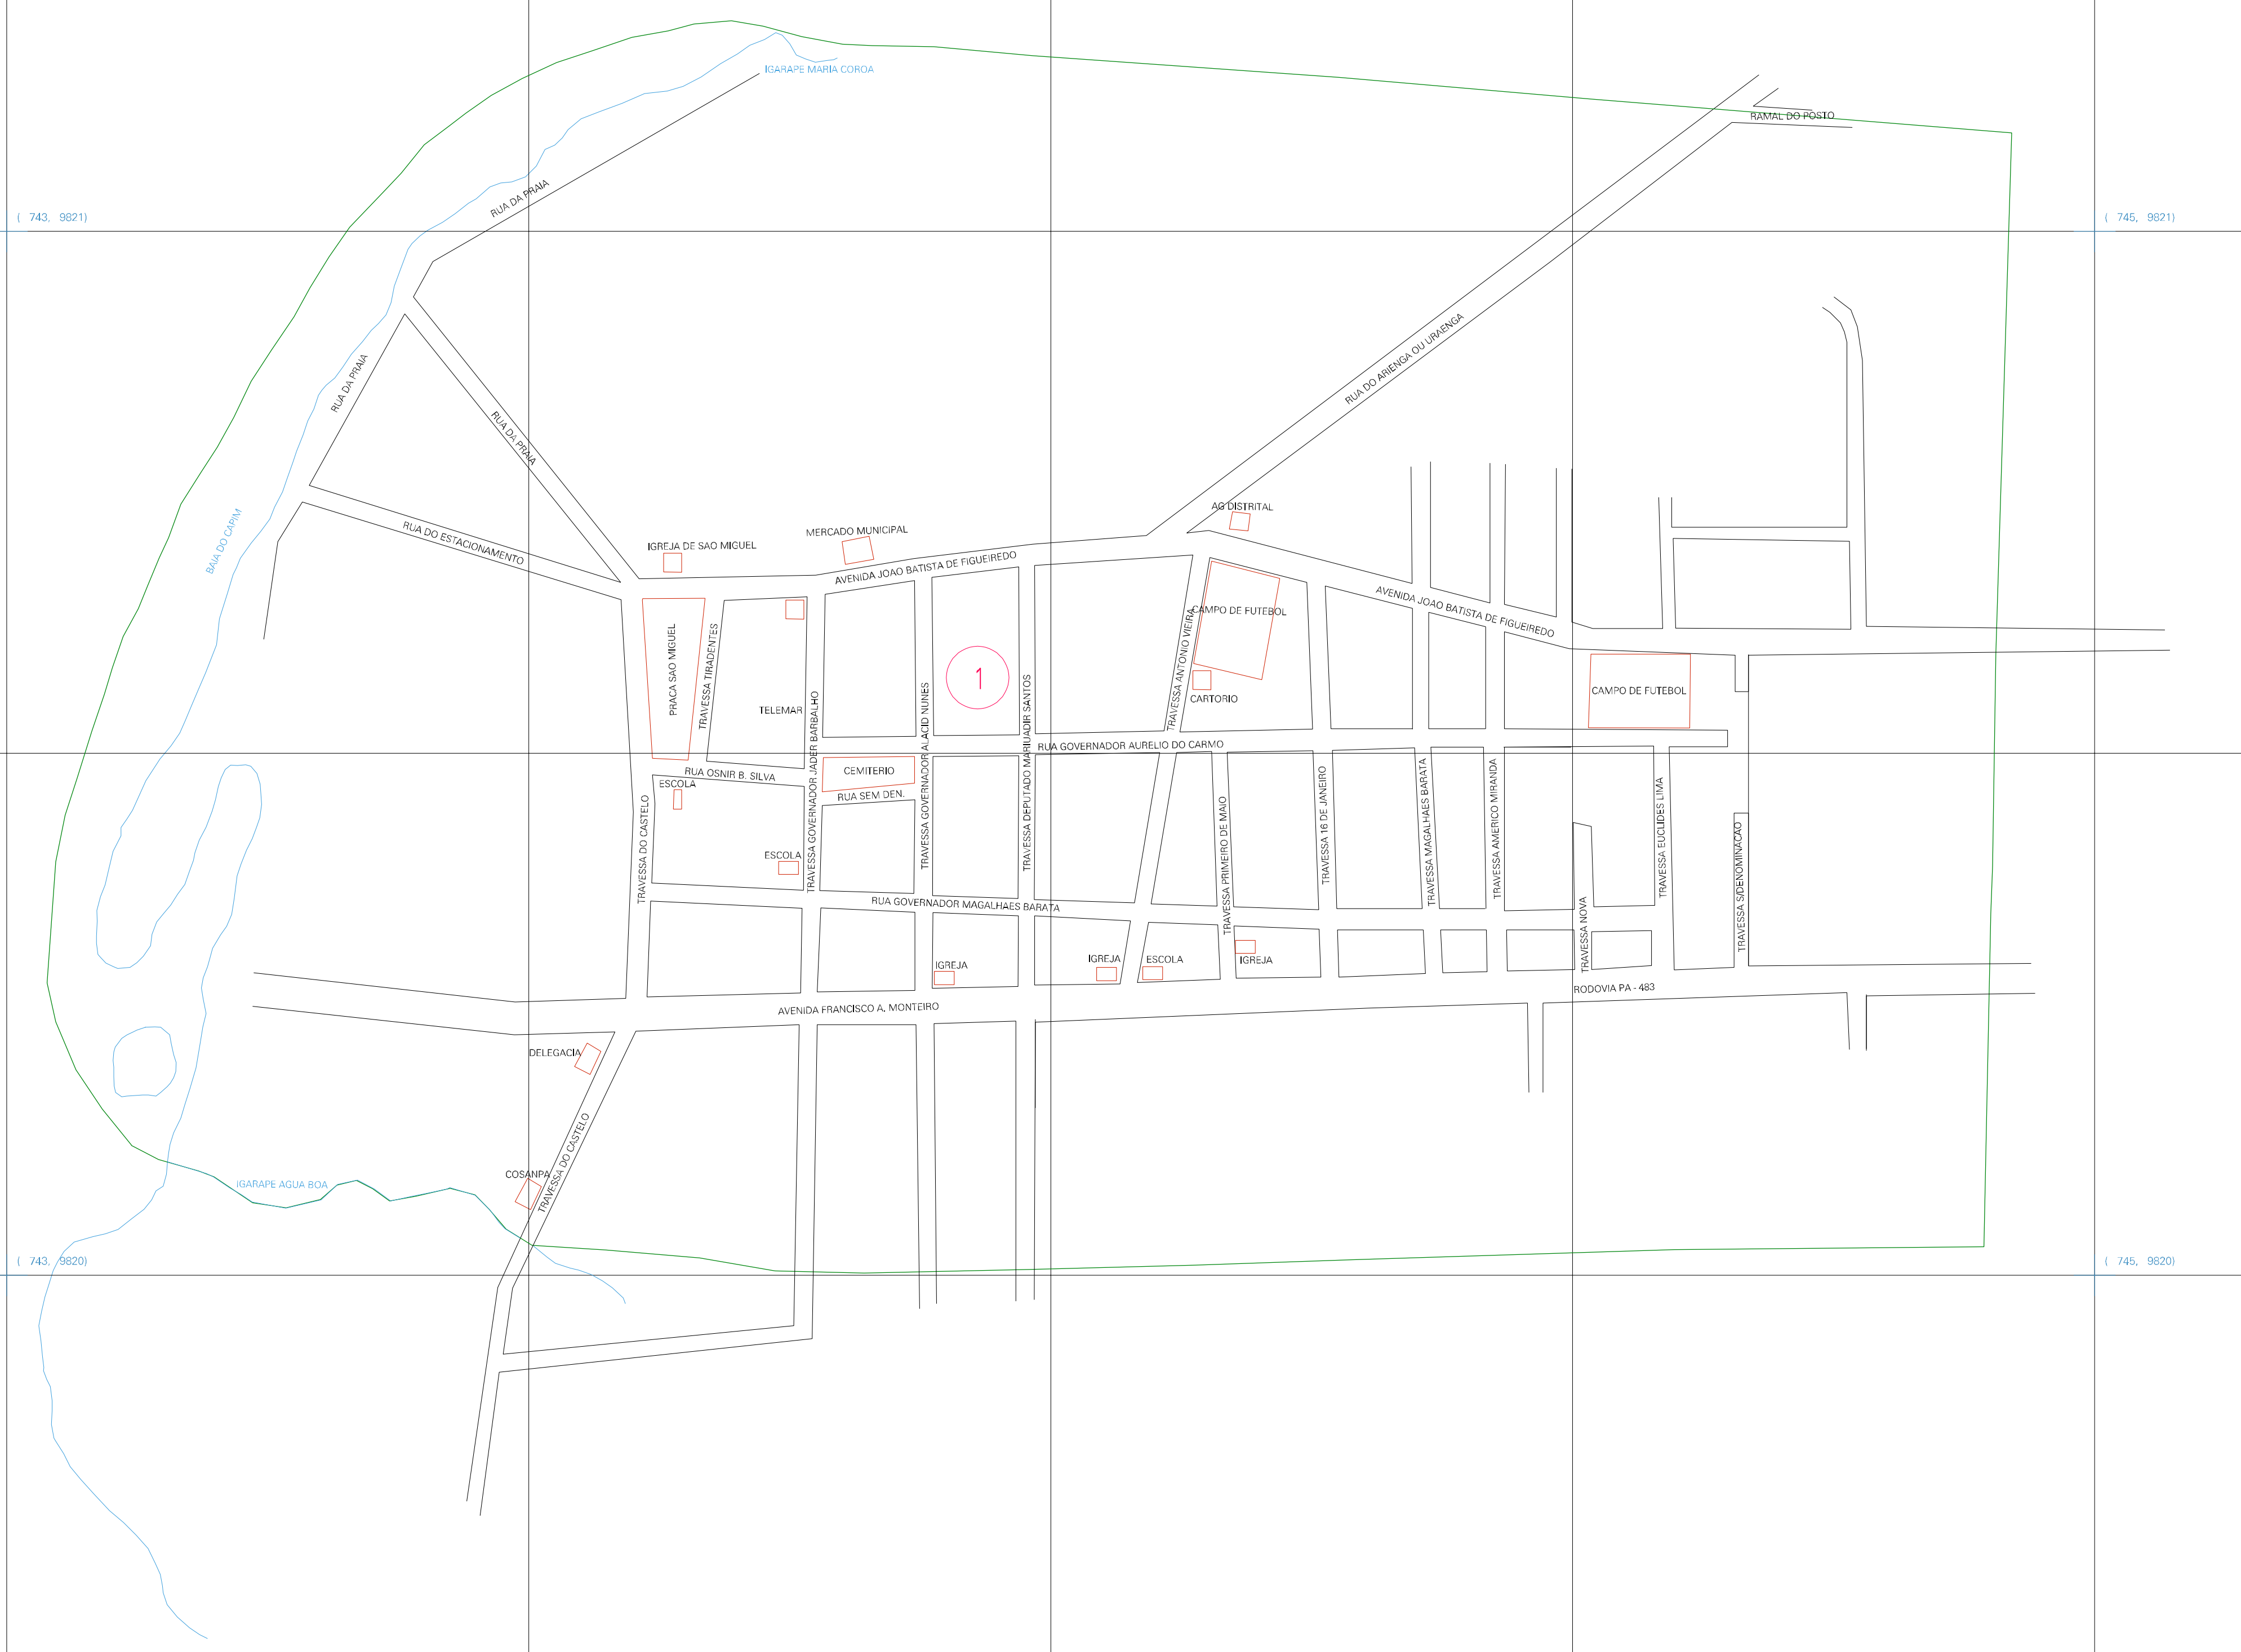 IGARAPE MARIA COROA
RAMAL DO POSTO
RUA DA PRAIA
( 743, 9821)
( 745, 9821)
RUA DO ARIENGA OU URAENGA
RUA DA PRAIA
RUA DA PRAIA
BAIA DO CAPIM
RUA DO ESTACIONAMENTO
AG DISTRITAL
MERCADO MUNICIPAL
IGREJA DE SAO MIGUEL
AVENIDA JOAO BATISTA DE FIGUEIREDO
AVENIDA JOAO BATISTA DE FIGUEIREDO
CAMPO DE FUTEBOL
PRACA SAO MIGUEL
TRAVESSA TIRADENTES
TRAVESSA ANTONIO VIEIRA
1
CAMPO DE FUTEBOL
CARTORIO
TELEMAR
TRAVESSA GOVERNADOR JADER BARBALHO
TRAVESSA GOVERNADOR ALACID NUNES
TRAVESSA DEPUTADO MARIUADIR SANTOS
RUA GOVERNADOR AURELIO DO CARMO
RUA OSNIR B. SILVA
CEMITERIO
ESCOLA
RUA SEM DEN.
TRAVESSA DO CASTELO
TRAVESSA PRIMEIRO DE MAIO
TRAVESSA 16 DE JANEIRO
TRAVESSA MAGALHAES BARATA
TRAVESSA AMERICO MIRANDA
TRAVESSA EUCLIDES LIMA
TRAVESSA S/DENOMINACAO
ESCOLA
RUA GOVERNADOR MAGALHAES BARATA
TRAVESSA NOVA
IGREJA
IGREJA
ESCOLA
IGREJA
RODOVIA PA - 483
AVENIDA FRANCISCO A. MONTEIRO
DELEGACIA
TRAVESSA DO CASTELO
COSANPA
IGARAPE AGUA BOA
( 743, 9820)
( 745, 9820)